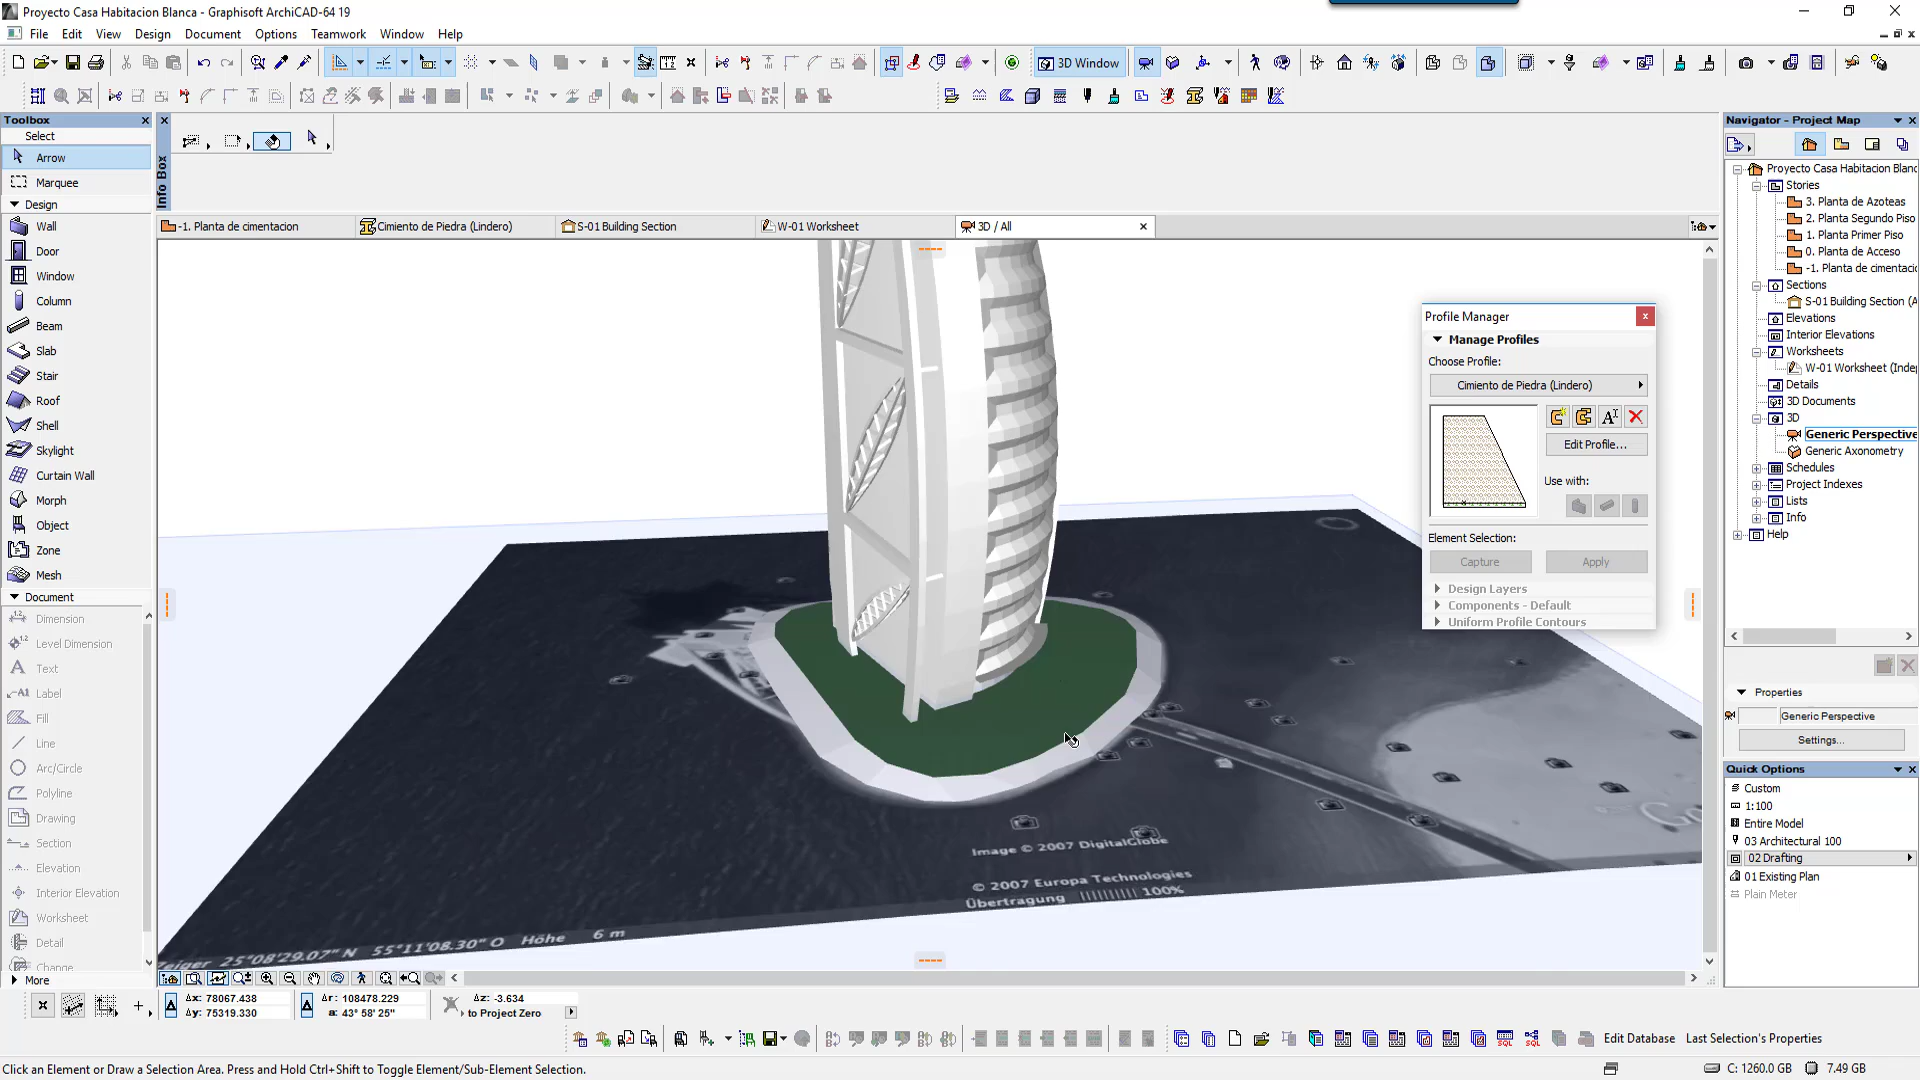 Proyecto Casa Habitacion Blanca - Graphisoft ArchiCAD-64 19
File Edit View Design Document Options Teamwork Window Help
3D Window
Toolbox
Select
Arrow
Marquee
Design
Wall
Door
Window
Column
Beam
Slab
Stair
Roof
Shell
Skylight
Curtain Wall
Morph
Object
Zone
Mesh
Document
Dimension
Level Dimension
Text
Label
Fill
Line
Arc/Circle
Polyline
Drawing
Section
Elevation
Interior Elevation
Worksheet
Detail
Change
More
Info Box
-1. Planta de cimentacion
Cimiento de Piedra (Lindero)
S-01 Building Section
W-01 Worksheet
3D / All
Image © 2007 DigitalGlobe
© 2007 Europa Technologies
Übertragung |||||||||| 100%
Zeiger 25°08'29.07" N 55°11'08.30" O Höhe 6 m
Profile Manager
Manage Profiles
Choose Profile:
Cimiento de Piedra (Lindero)
Edit Profile...
Use with:
Element Selection:
Capture Apply
Design Layers
Components - Default
Uniform Profile Contours
Navigator - Project Map
Proyecto Casa Habitacion Blanc
Stories
3. Planta de Azoteas
2. Planta Segundo Piso
1. Planta Primer Piso
0. Planta de Acceso
-1. Planta de cimentacio
Sections
S-01 Building Section (A
Elevations
Interior Elevations
Worksheets
W-01 Worksheet (Inde
Details
3D Documents
3D
Generic Perspective
Generic Axonometry
Schedules
Project Indexes
Lists
Info
Help
Properties
Generic Perspective
Settings...
Quick Options
Custom
1:100
Entire Model
03 Architectural 100
02 Drafting
01 Existing Plan
Plain Meter
Δx: 78067.438
Δy: 75319.330
Δr: 108478.229
a: 43° 58' 25"
Δz: -3.634
to Project Zero
Edit Database Last Selection's Properties
Click an Element or Draw a Selection Area. Press and Hold Ctrl+Shift to Toggle Element/Sub-Element Selection.
C: 1260.0 GB 7.49 GB